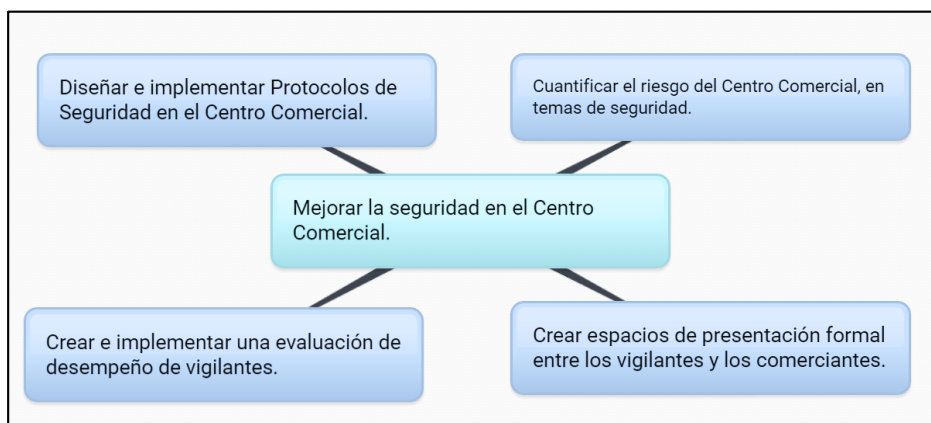 Diseñar e implementar Protocolos de
Seguridad en el Centro Comercial.
Cuantificar el riesgo del Centro Comercial, en
temas de seguridad.
Mejorar la seguridad en el Centro
Comercial.
Crear e implementar una evaluación de
desempeño de vigilantes.
Crear espacios de presentación formal
entre los vigilantes y los comerciantes.